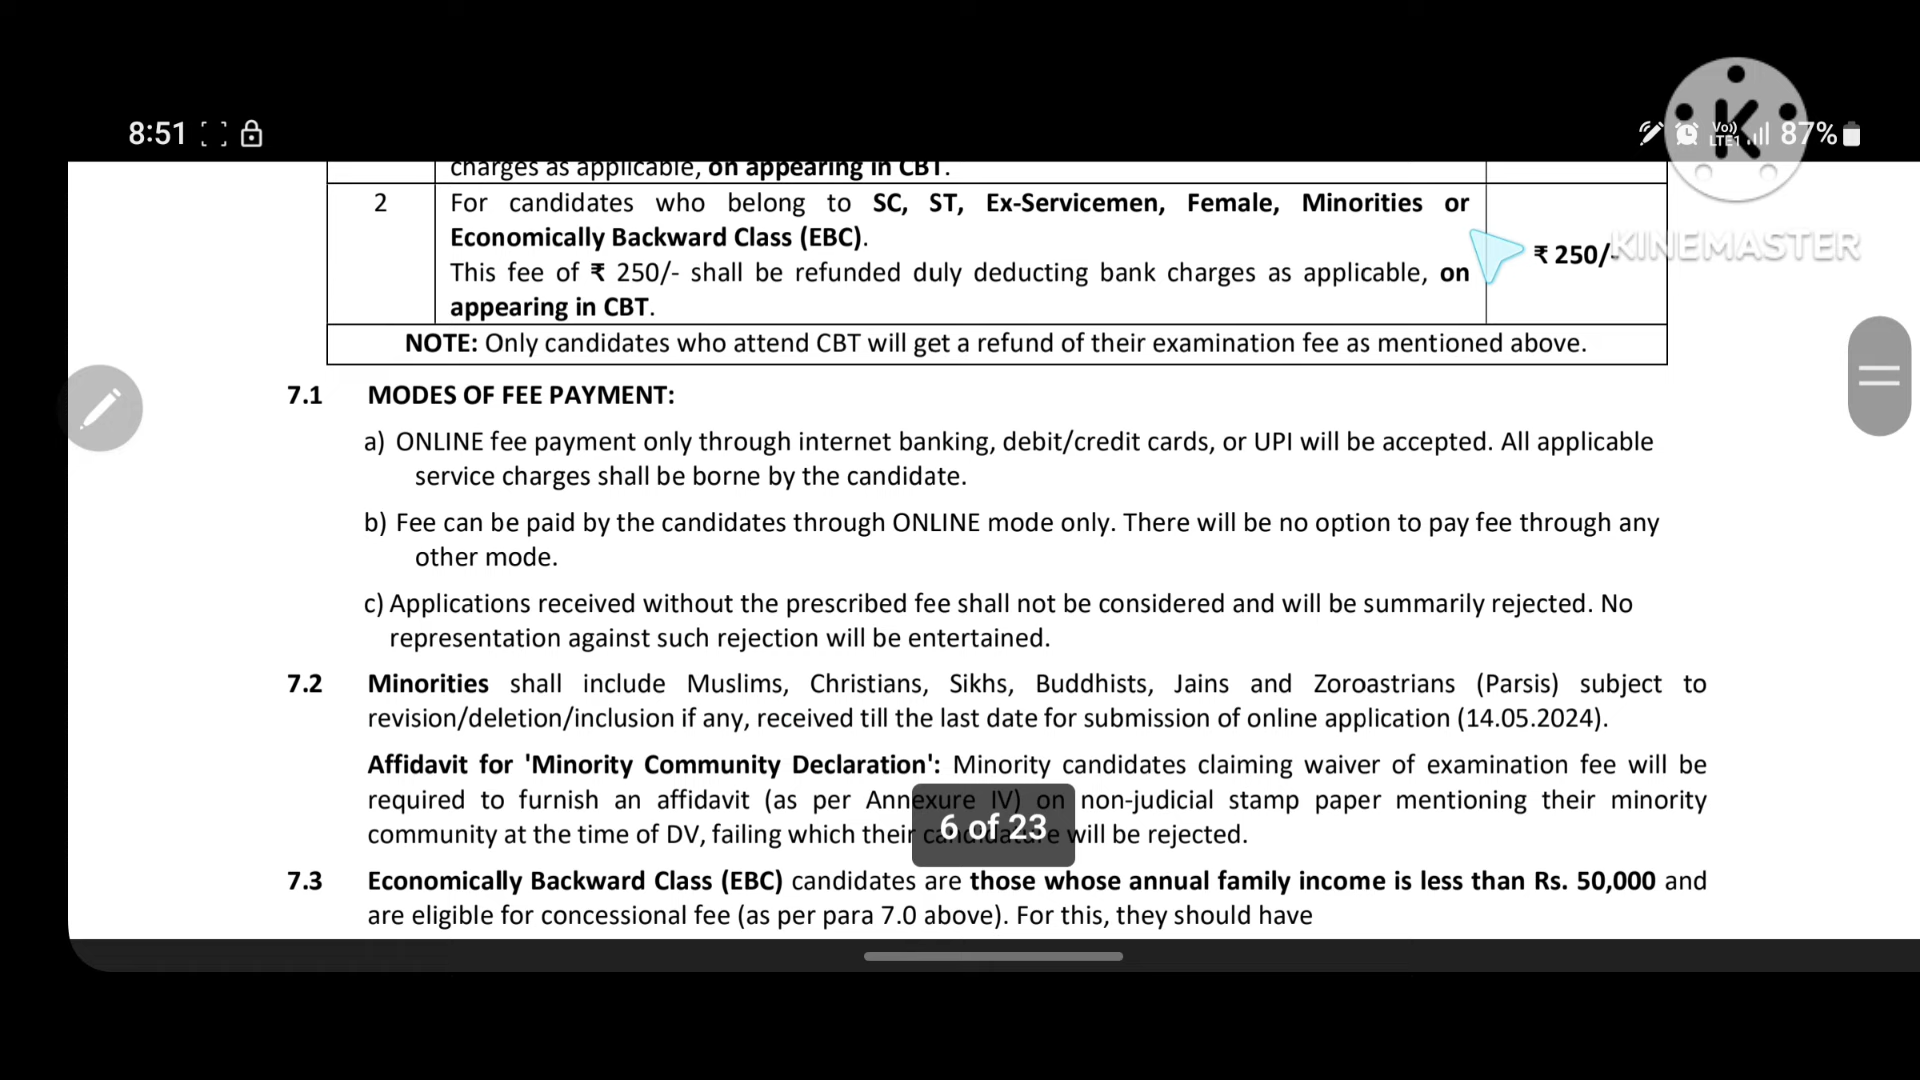 8:51
Vo)) LTE1 87%
KINEMASTER
charges as applicable, on appearing in CBT.
2 For candidates who belong to SC, ST, Ex-Servicemen, Female, Minorities or
Economically Backward Class (EBC).
This fee of ₹ 250/- shall be refunded duly deducting bank charges as applicable, on
appearing in CBT.
₹ 250/-
NOTE: Only candidates who attend CBT will get a refund of their examination fee as mentioned above.
7.1 MODES OF FEE PAYMENT:
a) ONLINE fee payment only through internet banking, debit/credit cards, or UPI will be accepted. All applicable
service charges shall be borne by the candidate.
b) Fee can be paid by the candidates through ONLINE mode only. There will be no option to pay fee through any
other mode.
c) Applications received without the prescribed fee shall not be considered and will be summarily rejected. No
representation against such rejection will be entertained.
7.2 Minorities shall include Muslims, Christians, Sikhs, Buddhists, Jains and Zoroastrians (Parsis) subject to
revision/deletion/inclusion if any, received till the last date for submission of online application (14.05.2024).
Affidavit for 'Minority Community Declaration': Minority candidates claiming waiver of examination fee will be
required to furnish an affidavit (as per Annexure IV) on non-judicial stamp paper mentioning their minority
community at the time of DV, failing which their candidature will be rejected.
6 of 23
7.3 Economically Backward Class (EBC) candidates are those whose annual family income is less than Rs. 50,000 and
are eligible for concessional fee (as per para 7.0 above). For this, they should have